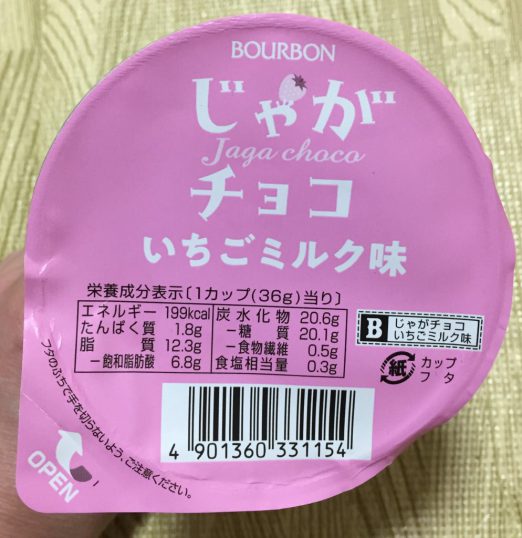 BOURBON
じゃが
Jaga choco
チョコ
いちごミルク味
栄養成分表示〔1カップ(36g)当り〕
エネルギー 199kcal
たんぱく質 1.8g
脂質 12.3g
―飽和脂肪酸 6.8g
炭水化物 20.6g
―糖質 20.1g
―食物繊維 0.5g
食塩相当量 0.3g
B じゃがチョコ
いちごミルク味
紙 カップ
フタ
4 901360 331154
フタのふちで手を切らないよう、ご注意ください。
OPEN